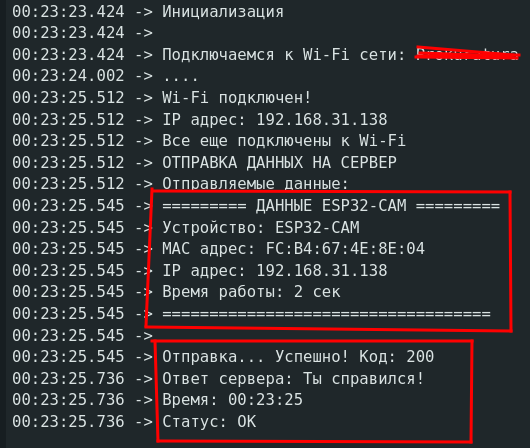 00:23:23.424 -> Инициализация
00:23:23.424 ->
00:23:23.424 -> Подключаемся к Wi-Fi сети:
00:23:24.002 -> ....
00:23:25.512 -> Wi-Fi подключен!
00:23:25.512 -> IP адрес: 192.168.31.138
00:23:25.512 -> Все еще подключены к Wi-Fi
00:23:25.512 -> ОТПРАВКА ДАННЫХ НА СЕРВЕР
00:23:25.512 -> Отправляемые данные:
00:23:25.545 -> ========= ДАННЫЕ ESP32-CAM =========
00:23:25.545 -> Устройство: ESP32-CAM
00:23:25.545 -> MAC адрес: FC:B4:67:4E:8E:04
00:23:25.545 -> IP адрес: 192.168.31.138
00:23:25.545 -> Время работы: 2 сек
00:23:25.545 -> ===================================
00:23:25.545 ->
00:23:25.545 -> Отправка... Успешно! Код: 200
00:23:25.736 -> Ответ сервера: Ты справился!
00:23:25.736 -> Время: 00:23:25
00:23:25.736 -> Статус: OK